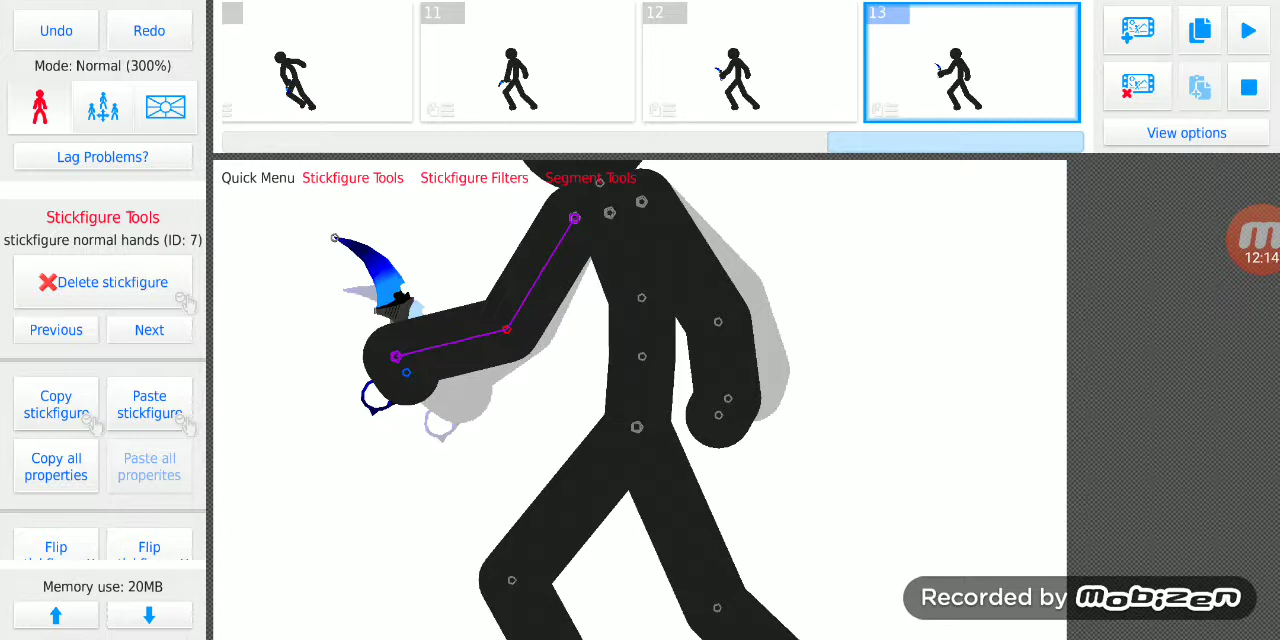 Undo
Redo
11
12
13
Mode: Normal (300%)
Lag Problems?
View options
Stickfigure Tools
stickfigure normal hands (ID: 7)
Delete stickfigure
Previous
Next
Copy
stickfigure
Paste
stickfigure
Copy all
properties
Paste all
properites
Flip
Flip
Memory use: 20MB
Quick Menu Stickfigure Tools Stickfigure Filters Segment Tools
12:14
Recorded by mobizen